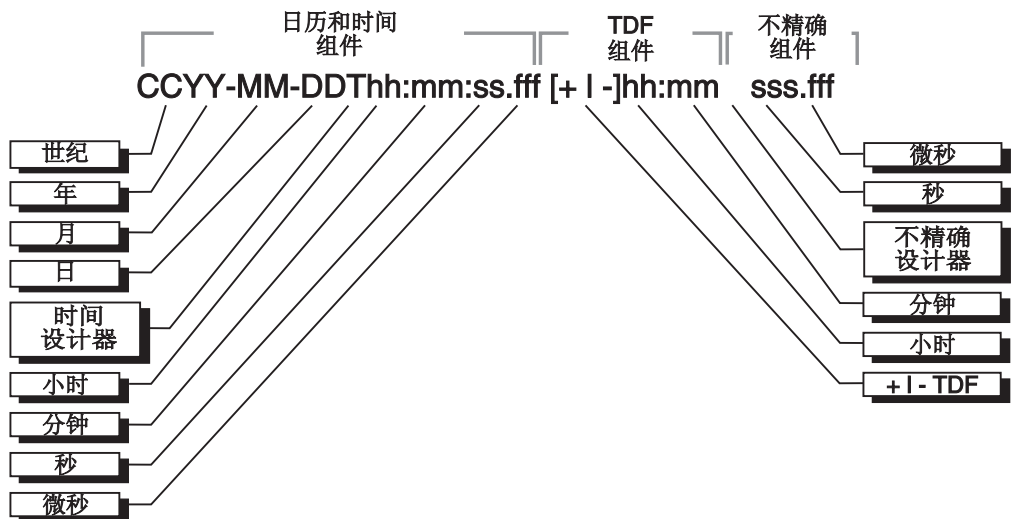 日历和时间
组件
TDF
组件
不精确
组件
CCYY-MM-DDThh:mm:ss.fff [+ I -]hh:mm sss.fff
世纪
年
月
日
时间
设计器
小时
分钟
秒
微秒
微秒
秒
不精确
设计器
分钟
小时
+ I - TDF